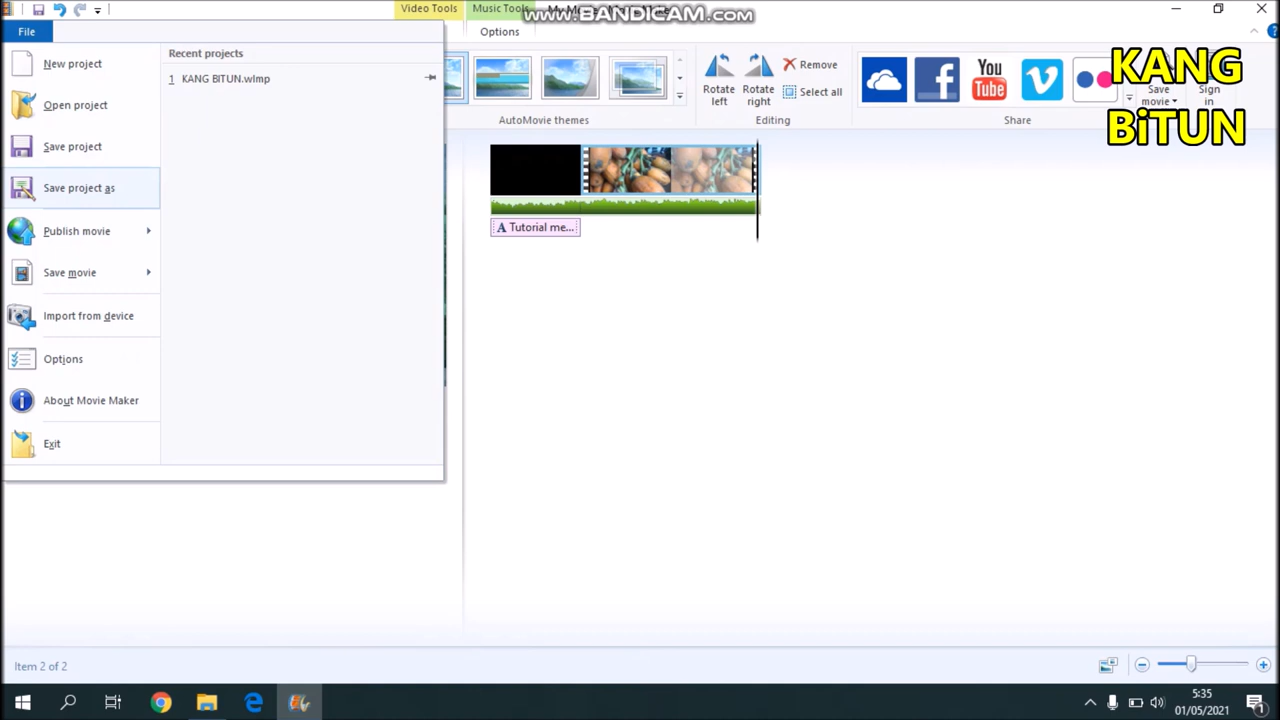 Video Tools
Music Tools
www.BANDICAM.com
File
Options
Recent projects
New project
1 KANG BITUN.wlmp
Open project
Save project
Save project as
Publish movie
Save movie
Import from device
Options
About Movie Maker
Exit
AutoMovie themes
Rotate
left
Rotate
right
Remove
Select all
Editing
f
You
Tube
Share
Save
movie
Sign
in
KANG
BiTUN
A Tutorial me...
Item 2 of 2
5:35
01/05/2021
1